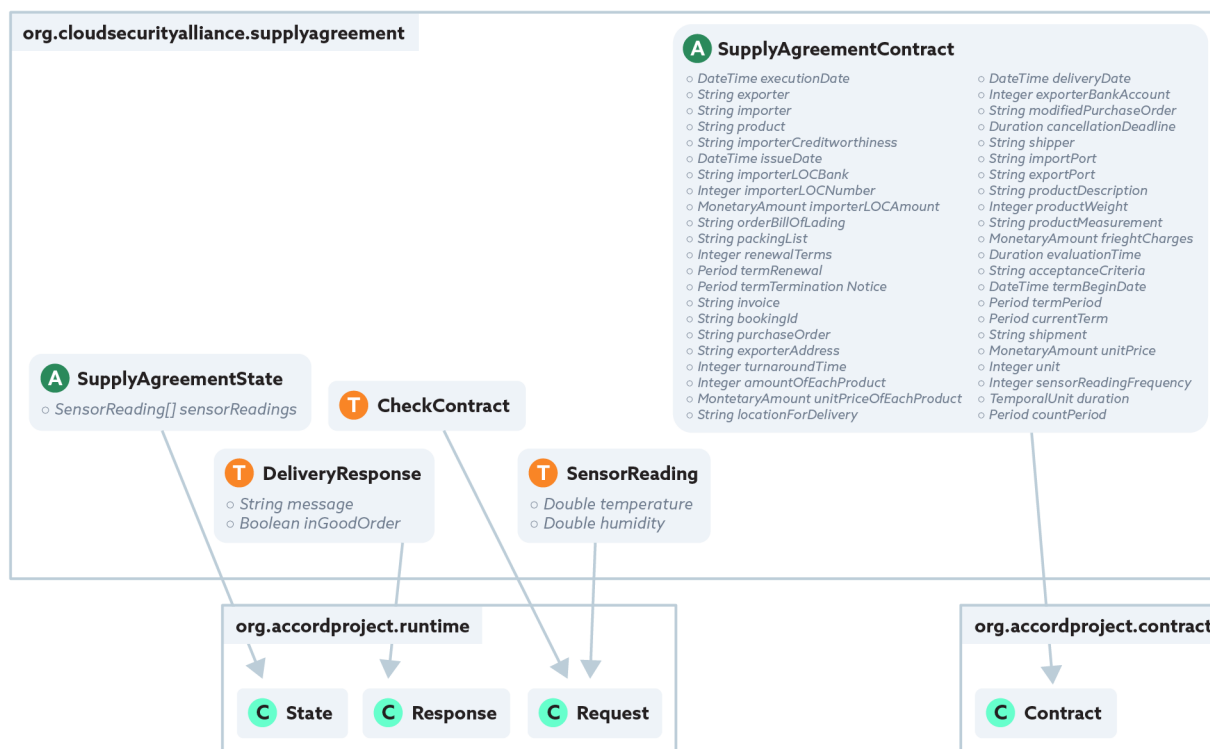 org.cloudsecurityalliance.supplyagreement
A SupplyAgreementContract
DateTime executionDate
String exporter
String importer
String product
String importerCreditworthiness
DateTime issueDate
String importerLOCBank
Integer importerLOCNumber
MonetaryAmount importerLOCAmount
String orderBillOfLading
String packingList
Integer renewalTerms
Period termRenewal
Period termTermination Notice
String invoice
String bookingId
String purchaseOrder
String exporterAddress
Integer turnaroundTime
Integer amountOfEachProduct
MontetaryAmount unitPriceOfEachProduct
String locationForDelivery
DateTime deliveryDate
Integer exporterBankAccount
String modifiedPurchaseOrder
Duration cancellationDeadline
String shipper
String importPort
String exportPort
String productDescription
Integer productWeight
String productMeasurement
MonetaryAmount frieghtCharges
Duration evaluationTime
String acceptanceCriteria
DateTime termBeginDate
Period termPeriod
Period currentTerm
String shipment
MonetaryAmount unitPrice
Integer unit
Integer sensorReadingFrequency
TemporalUnit duration
Period countPeriod
A SupplyAgreementState
SensorReading[] sensorReadings
T CheckContract
T DeliveryResponse
String message
Boolean inGoodOrder
T SensorReading
Double temperature
Double humidity
org.accordproject.runtime
C State
C Response
C Request
org.accordproject.contract
C Contract